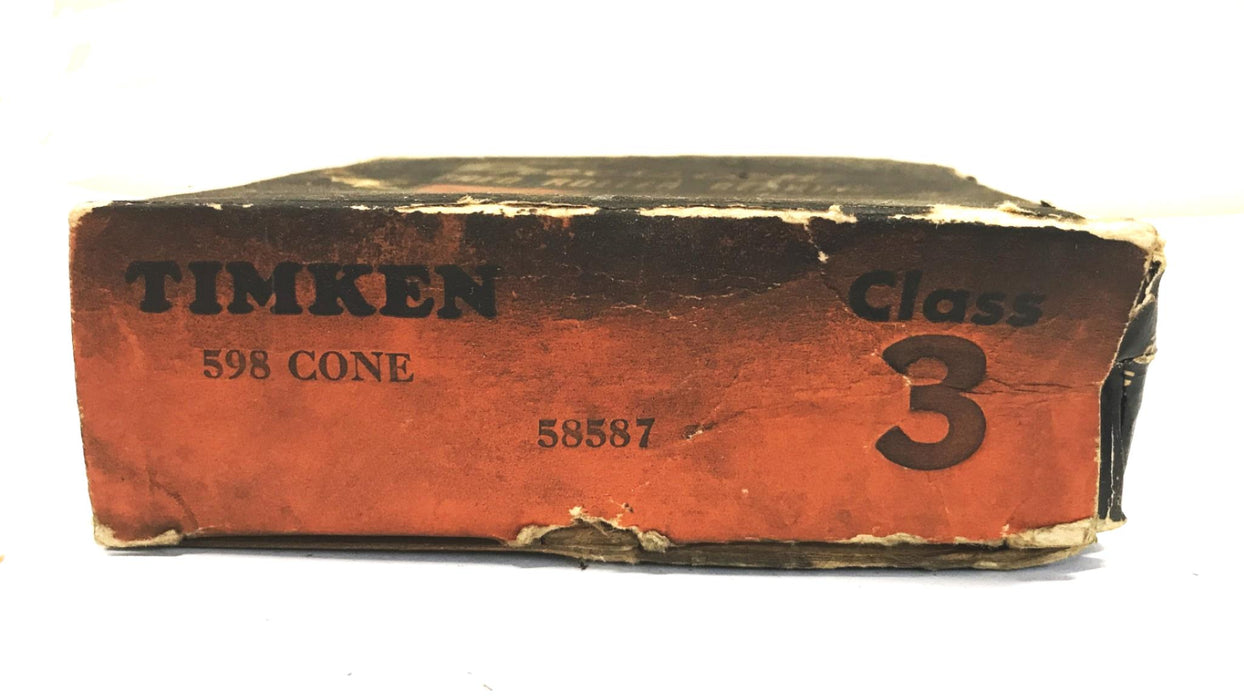 TIMKEN
598 CONE
58587
Class
3